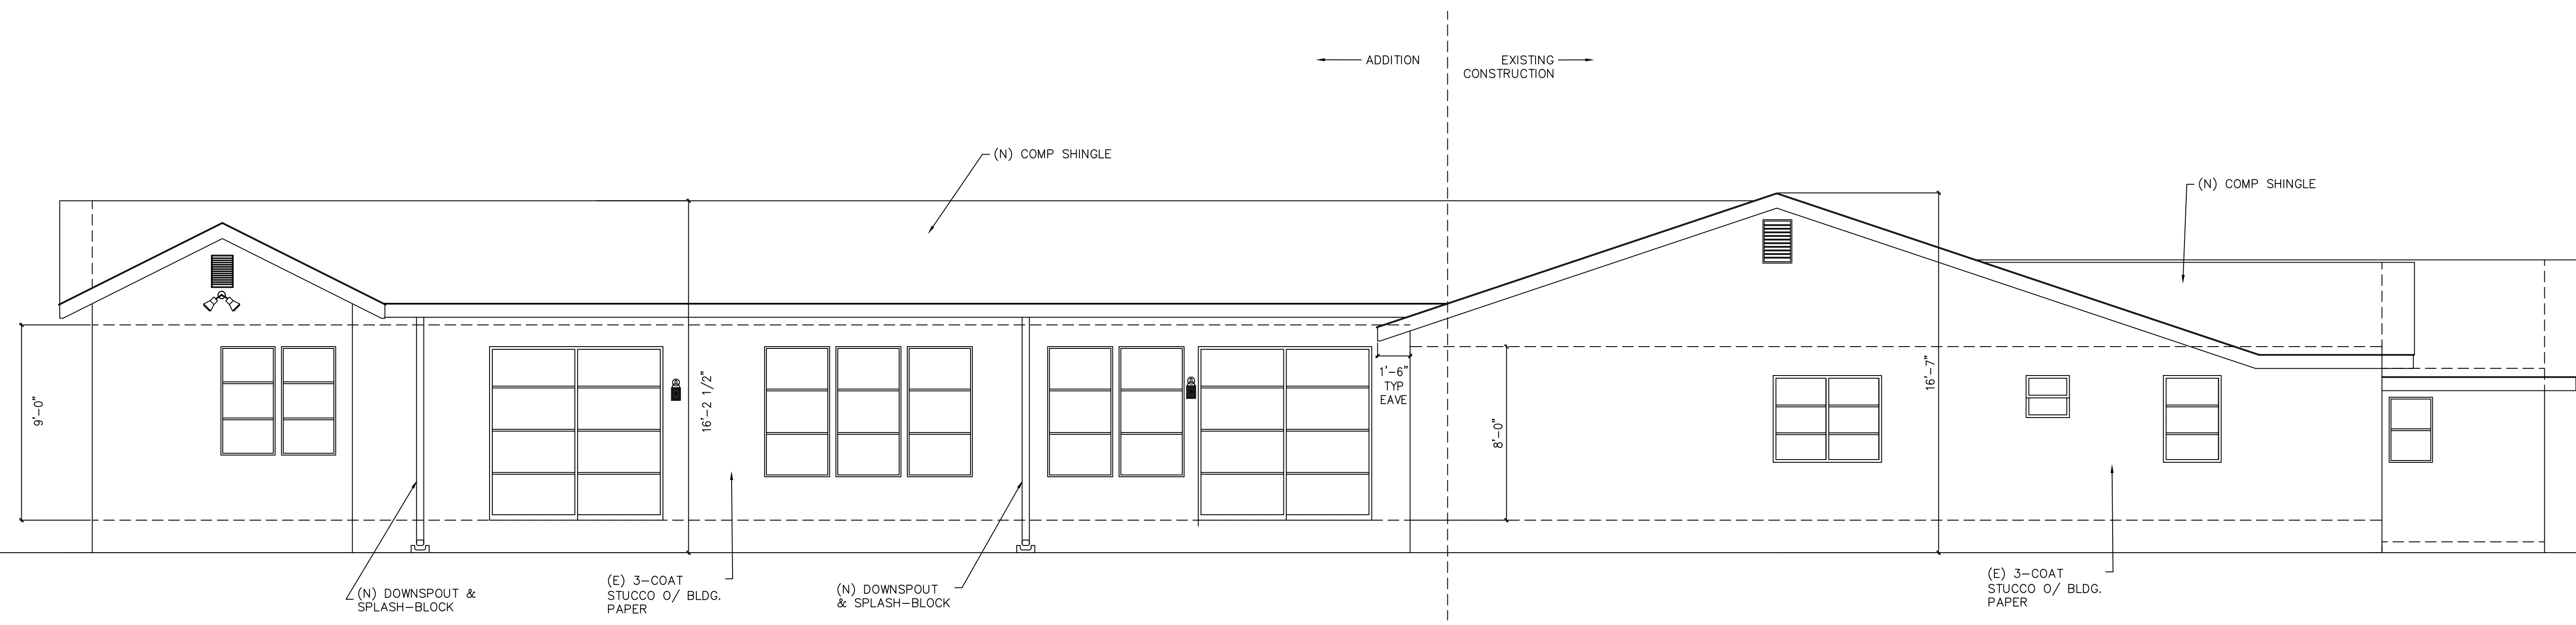 ADDITION
EXISTING
CONSTRUCTION
(N) COMP SHINGLE
(N) COMP SHINGLE
9'-0"
16'-2 1/2"
1'-6"
TYP
EAVE
8'-0"
16'-7"
(N) DOWNSPOUT &
SPLASH-BLOCK
(E) 3-COAT
STUCCO O/ BLDG.
PAPER
(N) DOWNSPOUT
& SPLASH-BLOCK
(E) 3-COAT
STUCCO O/ BLDG.
PAPER